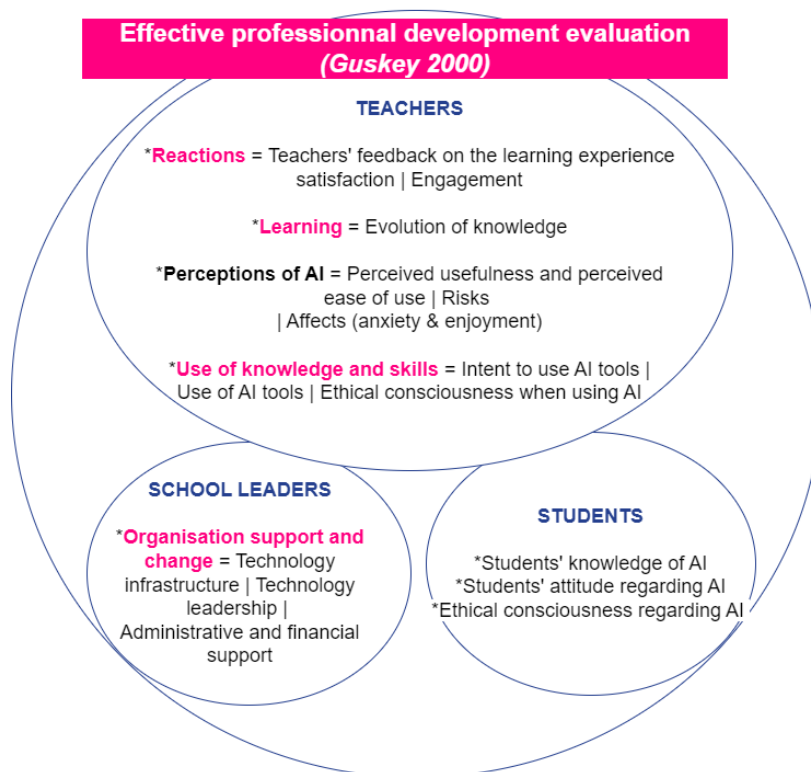 Effective professionnal development evaluation
(Guskey 2000)
TEACHERS
*Reactions = Teachers' feedback on the learning experience
satisfaction | Engagement
*Learning = Evolution of knowledge
*Perceptions of AI = Perceived usefulness and perceived
ease of use | Risks
| Affects (anxiety & enjoyment)
*Use of knowledge and skills = Intent to use AI tools |
Use of AI tools | Ethical consciousness when using AI
SCHOOL LEADERS
*Organisation support and
change = Technology
infrastructure | Technology
leadership |
Administrative and financial
support
STUDENTS
*Students' knowledge of AI
*Students' attitude regarding AI
*Ethical consciousness regarding AI